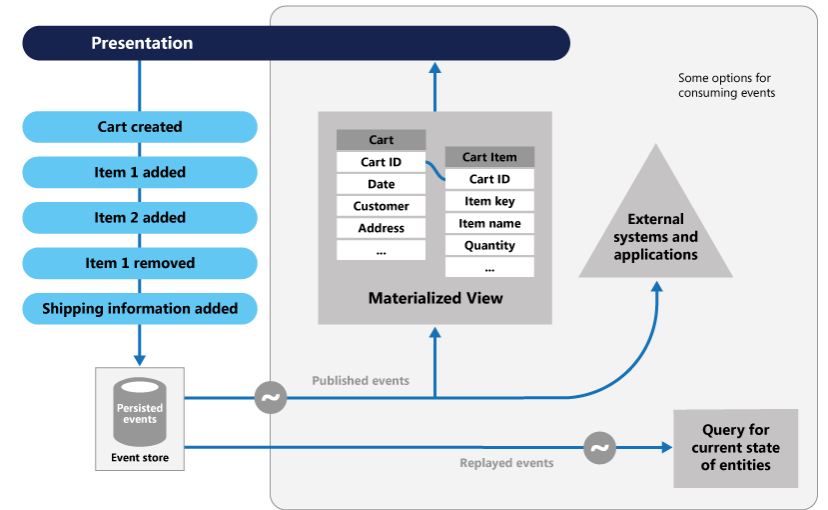 Presentation
Some options for
consuming events
Cart created
Item 1 added
Item 2 added
Item 1 removed
Shipping information added
Cart
Cart ID
Date
Customer
Address
...
Cart Item
Cart ID
Item key
Item name
Quantity
...
Materialized View
External
systems and
applications
Persisted
events
Event store
Published events
~
Replayed events
~
Query for
current state
of entities